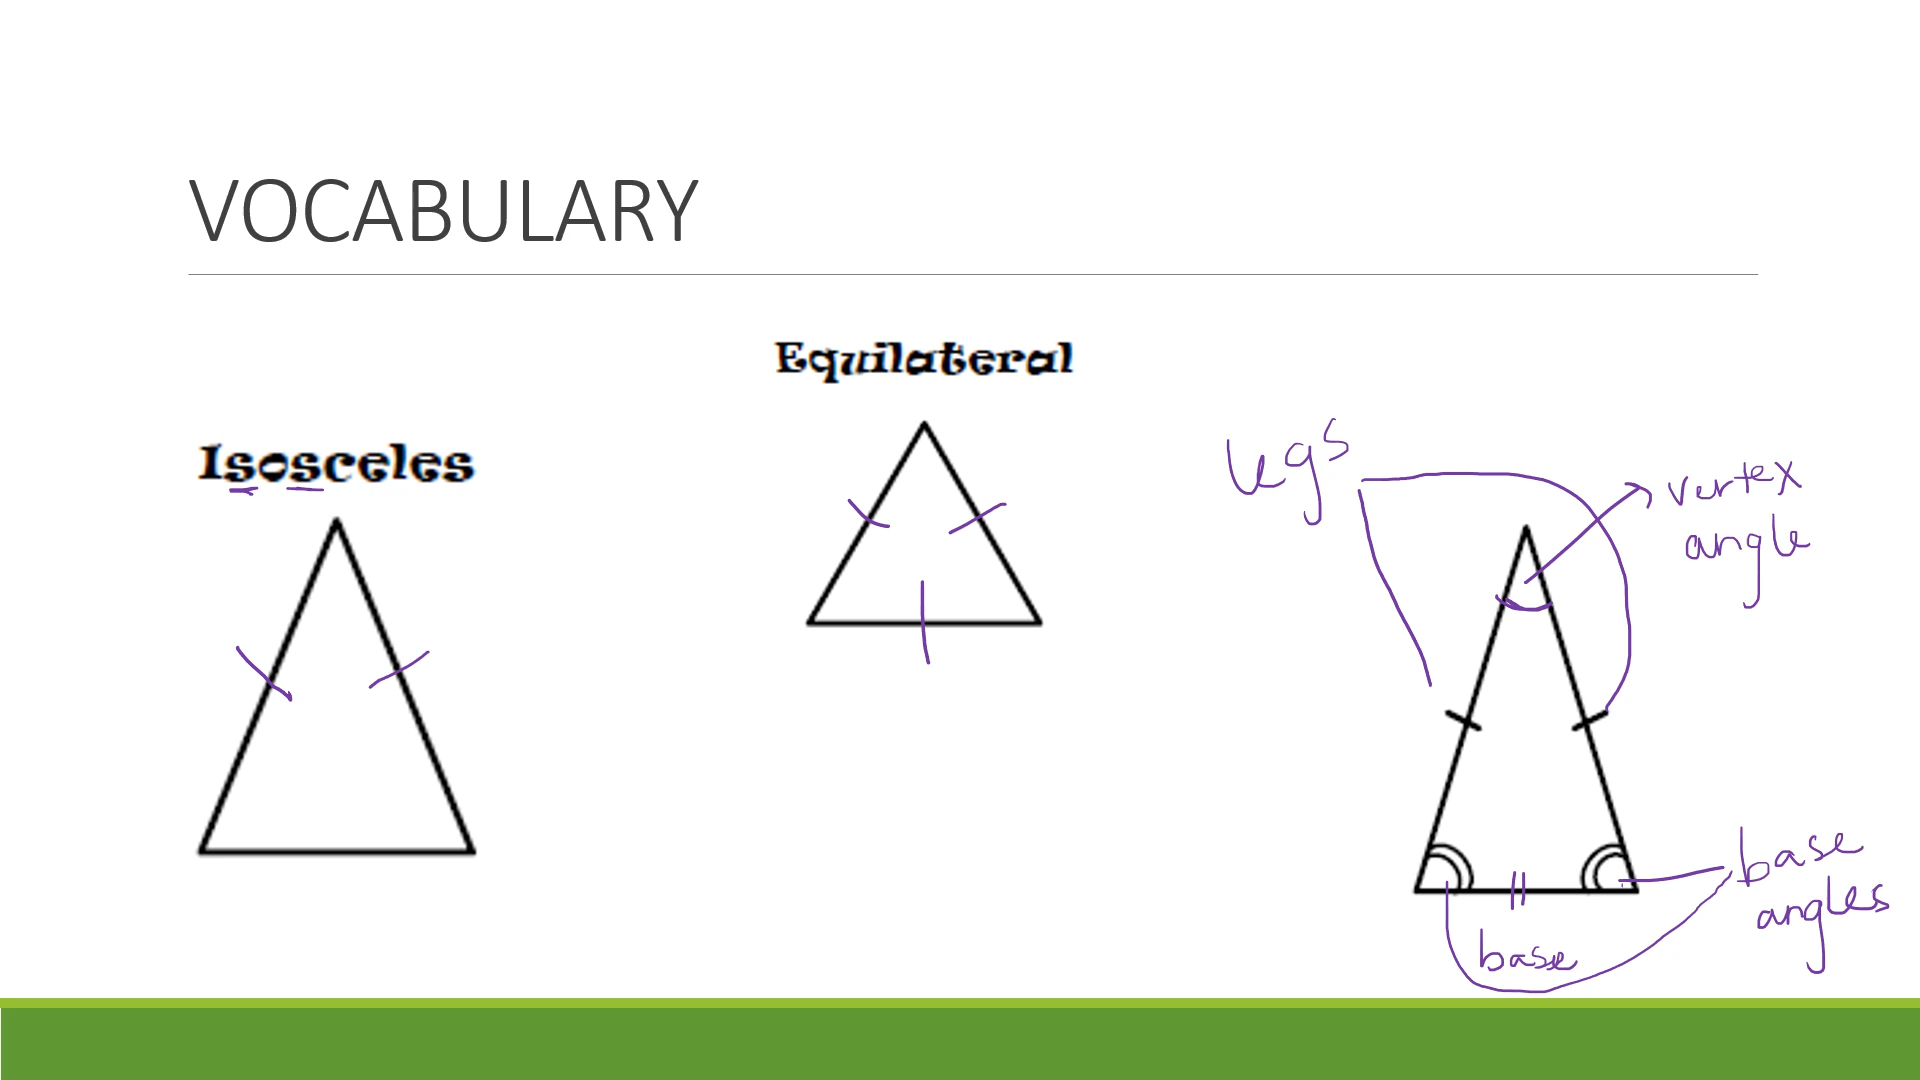 VOCABULARY
Equilateral
Isosceles
legs
vertex
angle
base
angles
base